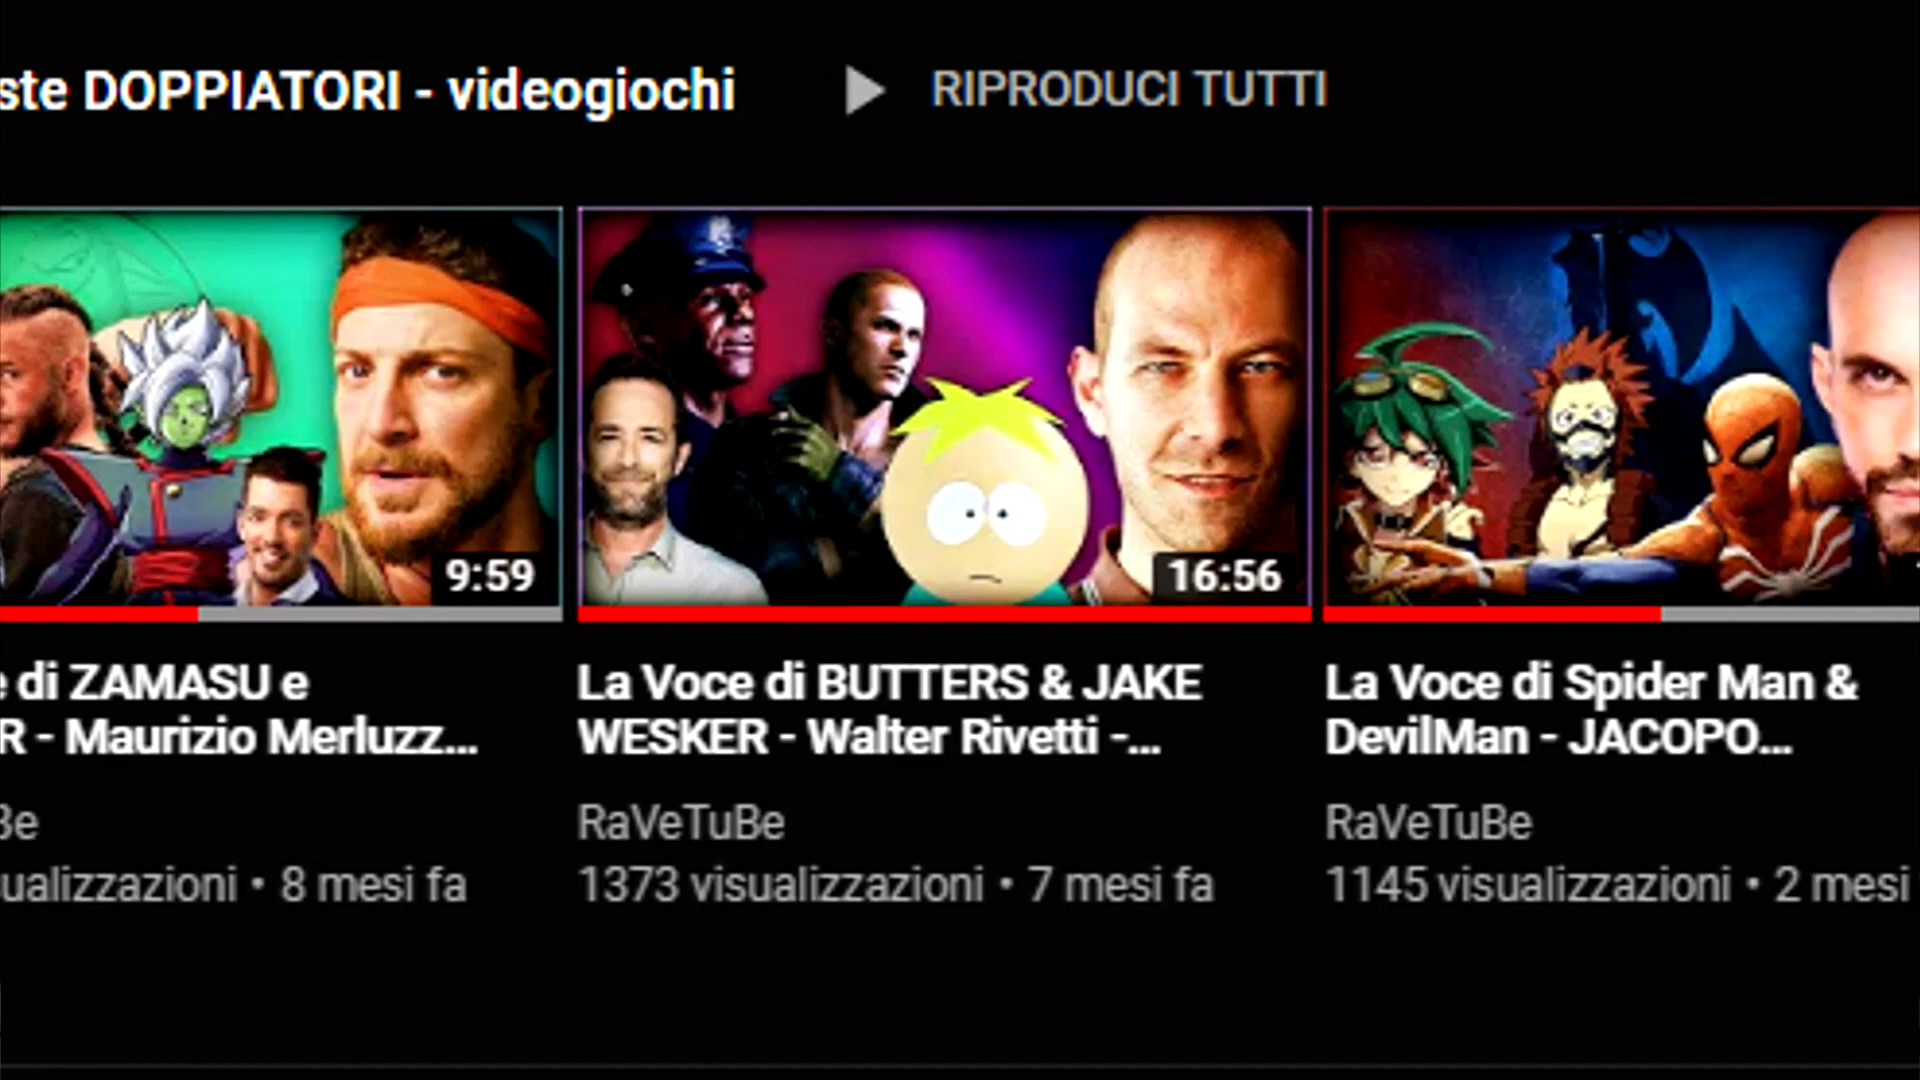 ste DOPPIATORI - videogiochi
RIPRODUCI TUTTI
9:59
16:56
e di ZAMASU e
R - Maurizio Merluzz...
La Voce di BUTTERS & JAKE
WESKER - Walter Rivetti -...
La Voce di Spider Man &
DevilMan - JACOPO...
Be
RaVeTuBe
RaVeTuBe
ualizzazioni • 8 mesi fa
1373 visualizzazioni • 7 mesi fa
1145 visualizzazioni • 2 mesi